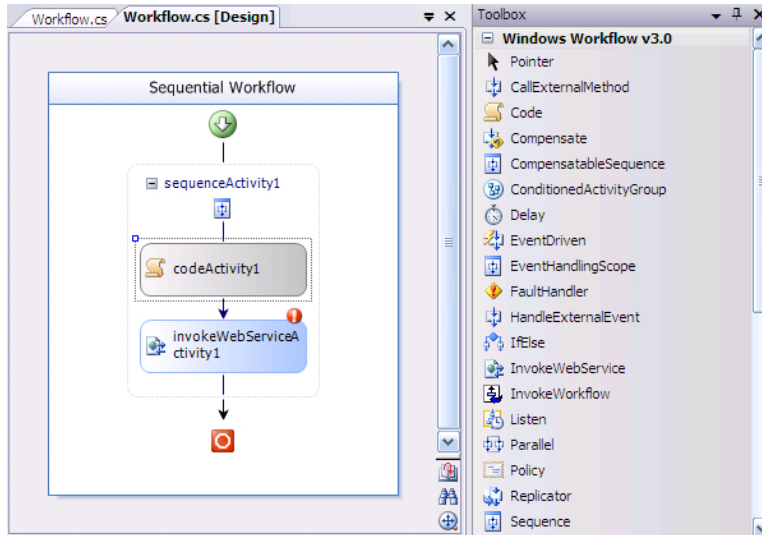 Workflow.cs
Workflow.cs [Design]
Sequential Workflow
sequenceActivity1
codeActivity1
invokeWebServiceA
ctivity1
Toolbox
Windows Workflow v3.0
Pointer
CallExternalMethod
Code
Compensate
CompensatableSequence
ConditionedActivityGroup
Delay
EventDriven
EventHandlingScope
FaultHandler
HandleExternalEvent
IfElse
InvokeWebService
InvokeWorkflow
Listen
Parallel
Policy
Replicator
Sequence